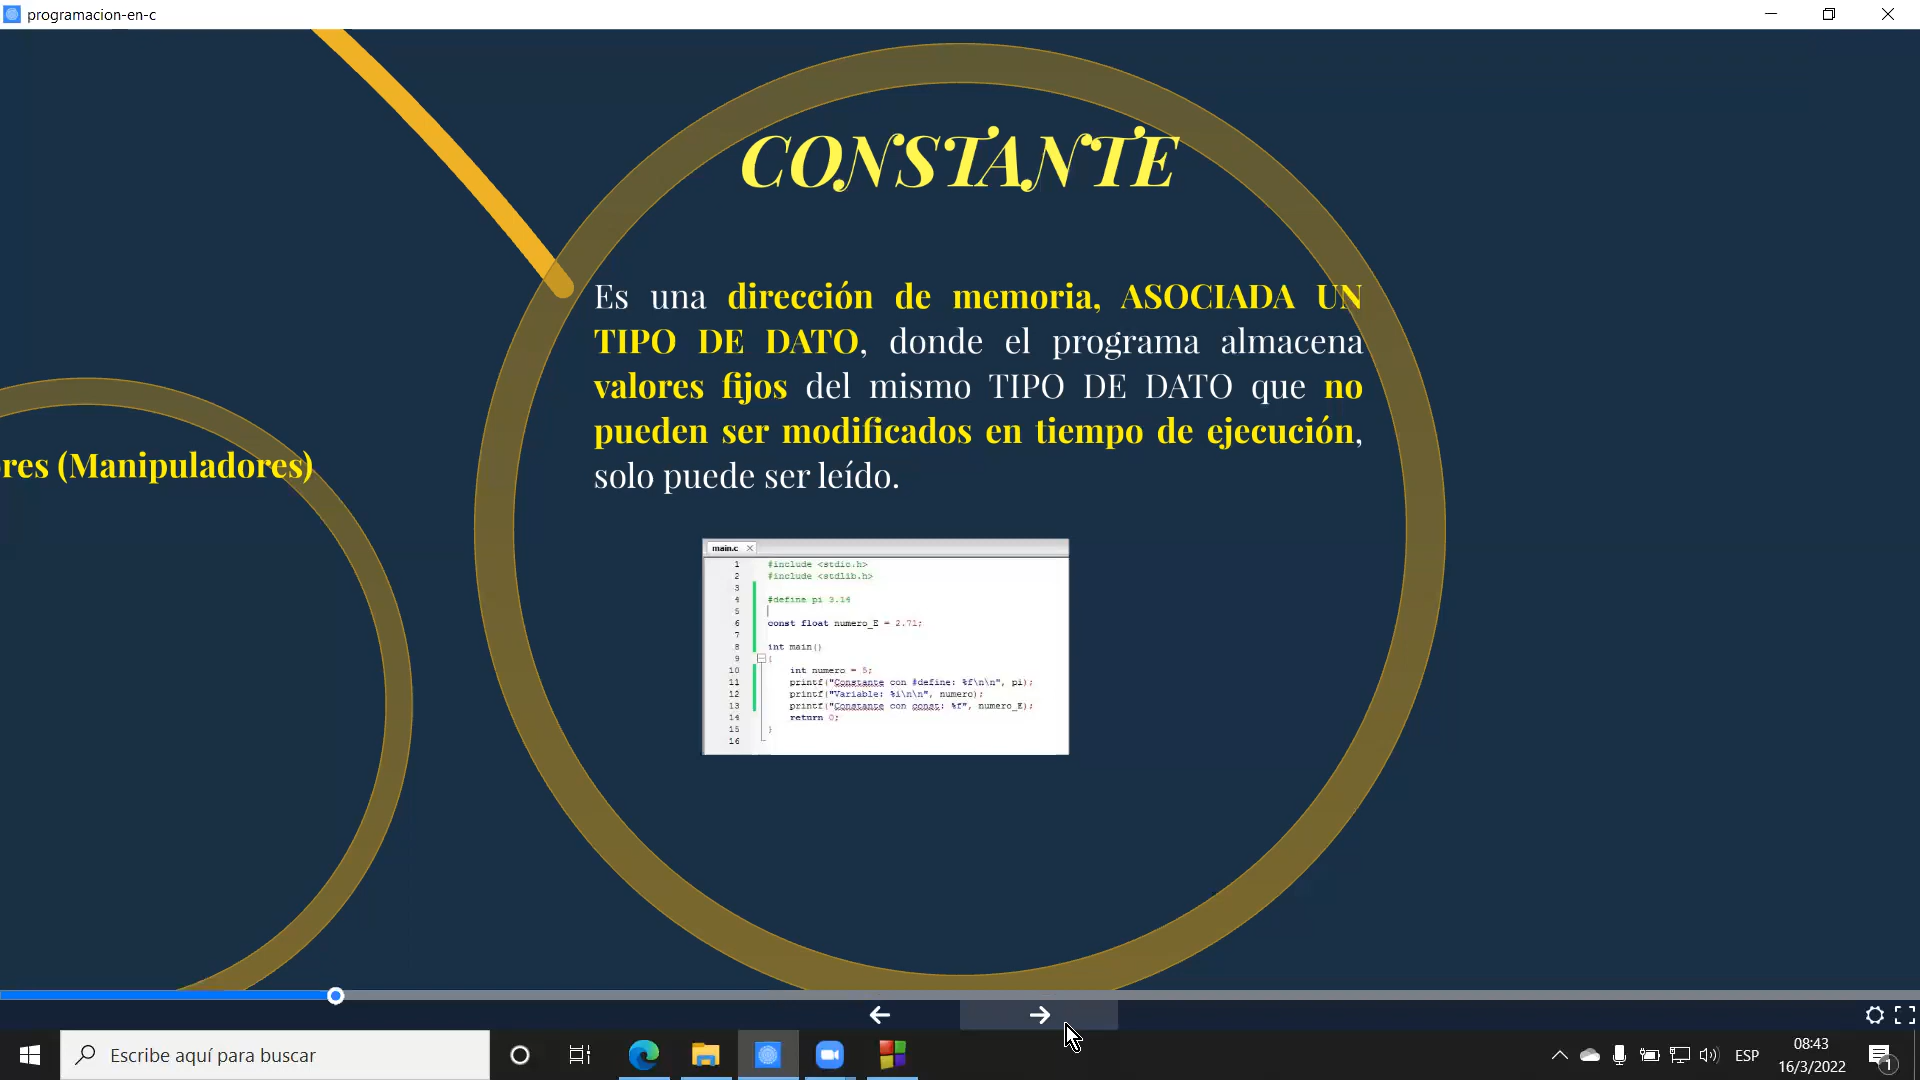 programacion-en-c
CONSTANTE
Es una dirección de memoria, ASOCIADA UN
TIPO DE DATO, donde el programa almacena
valores fijos del mismo TIPO DE DATO que no
pueden ser modificados en tiempo de ejecución,
solo puede ser leído.
res (Manipuladores)
main.c
1 #include <stdio.h>
2 #include <stdlib.h>
3
4 #define pi 3.14
5
6 const float numero_E = 2.71;
7
8 int main()
9 {
10 int numero = 5;
11 printf("Constante con #define: %f\n\n", pi);
12 printf("Variable: %i\n\n", numero);
13 printf("Constante con const: %f", numero_E);
14 return 0;
15 }
16
Escribe aquí para buscar
ESP
08:43
16/3/2022
1